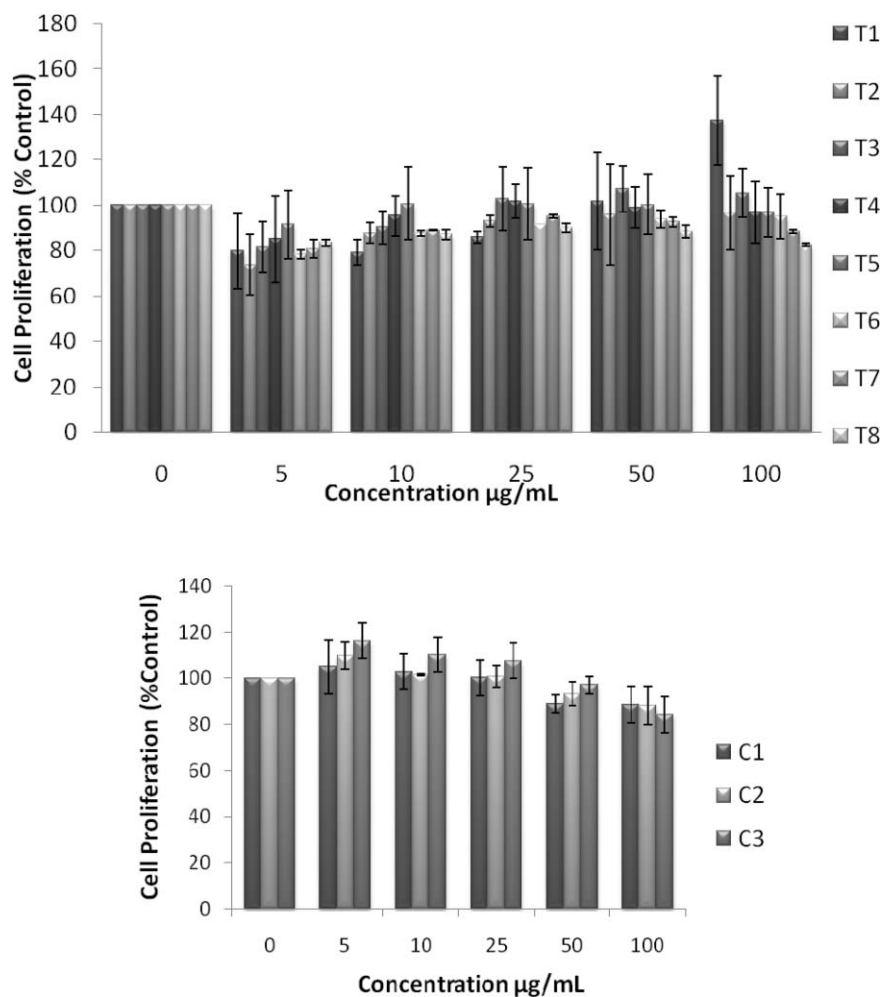 180
160
140
120
100
80
60
40
20
0
Cell Proliferation (% Control)
0 5 10 25 50 100
Concentration µg/mL
T1
T2
T3
T4
T5
T6
T7
T8
140
120
100
80
60
40
20
0
Cell Proliferation (%Control)
0 5 10 25 50 100
Concentration µg/mL
C1
C2
C3